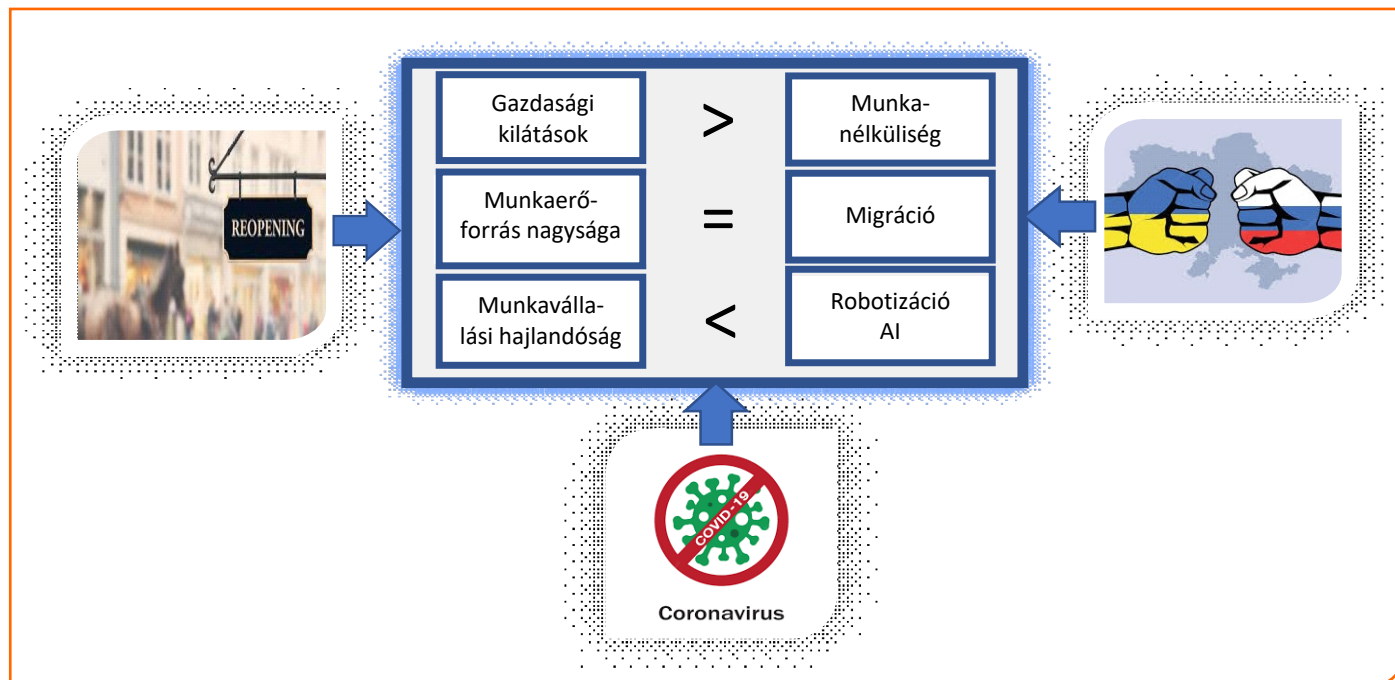 Gazdasági
kilátások
>
Munka-
nélküliség
REOPENING
Munkaerő-
forrás nagysága
=
Migráció
Munkaválla-
lási hajlandóság
<
Robotizáció
AI
COVID-19
Coronavirus